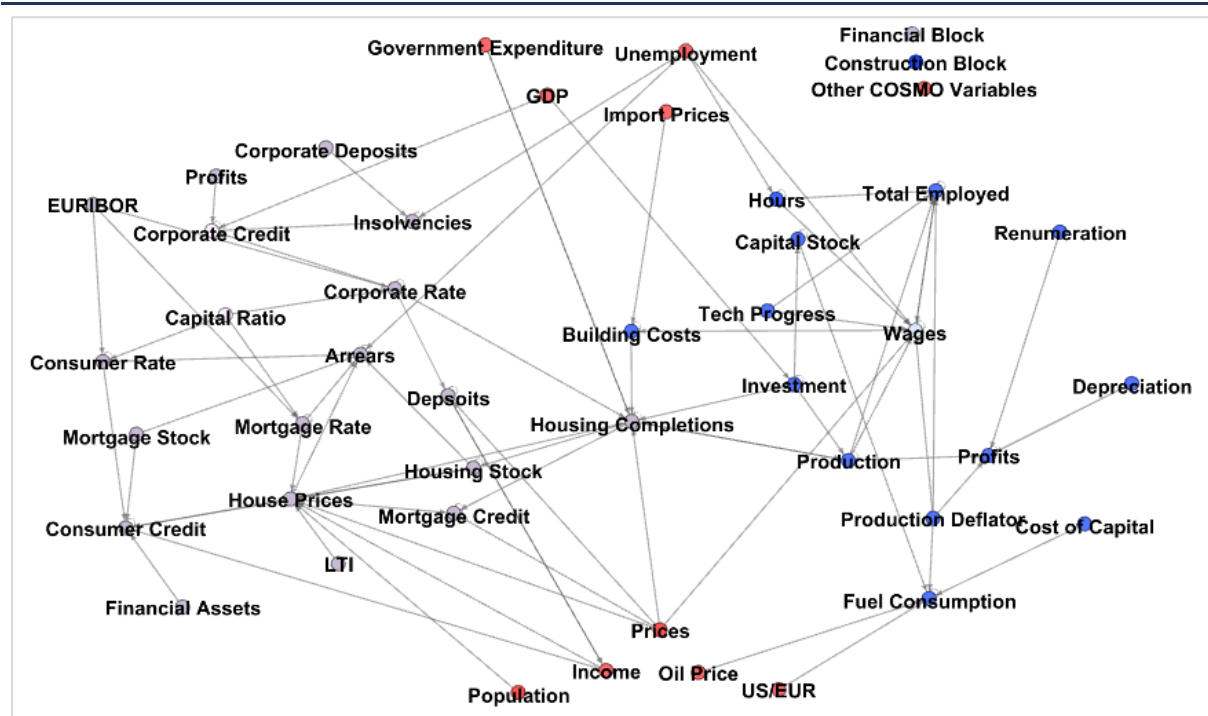 Financial Block
Government Expenditure
Unemployment
Construction Block
Other COSMO Variables
GDP
Import Prices
Corporate Deposits
Profits
EURIBOR
Hours
Total Employed
Corporate Credit
Insolvencies
Capital Stock
Renumeration
Corporate Rate
Capital Ratio
Tech Progress
Building Costs
Wages
Consumer Rate
Arrears
Investment
Depreciation
Depsoits
Mortgage Stock
Mortgage Rate
Housing Completions
Production
Profits
Housing Stock
House Prices
Mortgage Credit
Consumer Credit
Production Deflator
Cost of Capital
LTI
Financial Assets
Fuel Consumption
Prices
Income
Oil Price
Population
US/EUR